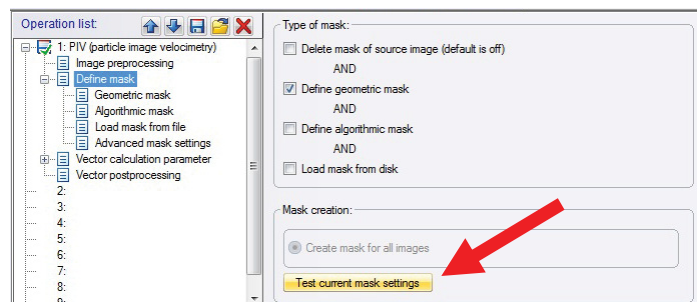 Operation list:
1: PIV (particle image velocimetry)
Image preprocessing
Define mask
Geometric mask
Algorithmic mask
Load mask from file
Advanced mask settings
Vector calculation parameter
Vector postprocessing
2:
3:
4:
5:
6:
7:
8:
9:
Type of mask:
Delete mask of source image (default is off)
AND
Define geometric mask
AND
Define algorithmic mask
AND
Load mask from disk
Mask creation:
Create mask for all images
Test current mask settings